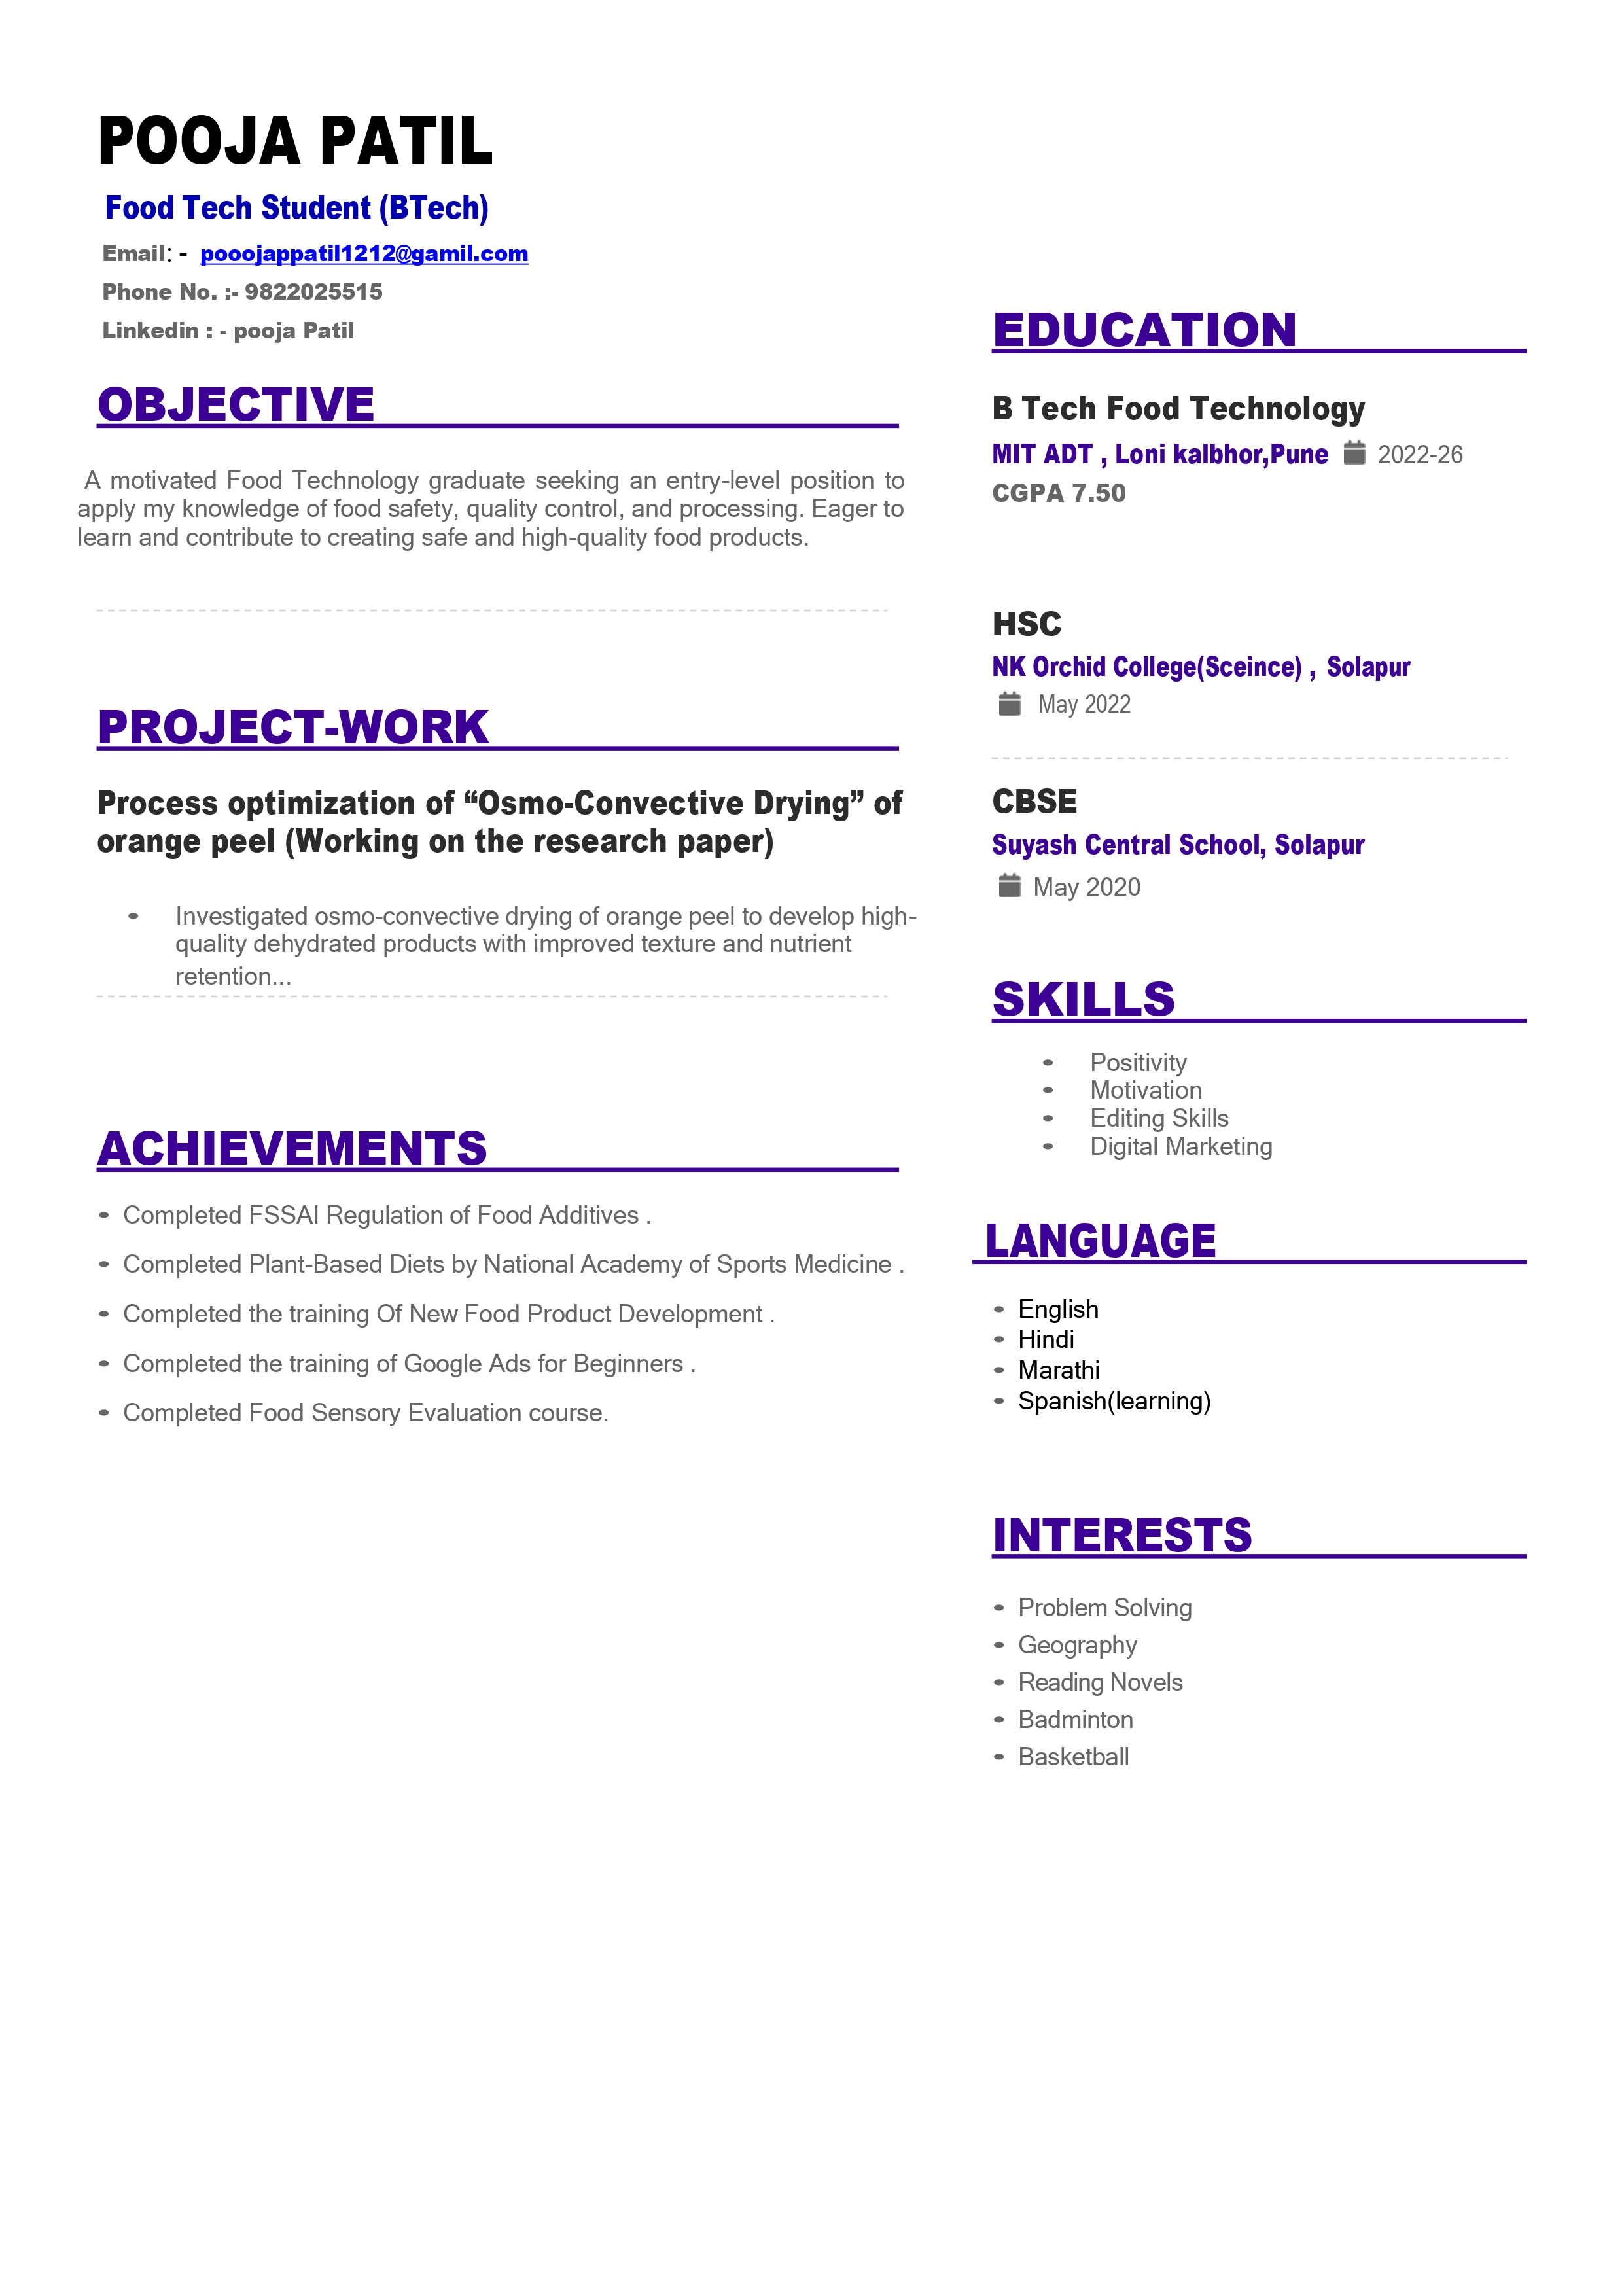 POOJA PATIL
Food Tech Student (BTech)
Email: - pooojappatil1212@gamil.com
Phone No. :- 9822025515
Linkedin : - pooja Patil
OBJECTIVE
A motivated Food Technology graduate seeking an entry-level position to
apply my knowledge of food safety, quality control, and processing. Eager to
learn and contribute to creating safe and high-quality food products.
PROJECT-WORK
Process optimization of “Osmo-Convective Drying” of
orange peel (Working on the research paper)
• Investigated osmo-convective drying of orange peel to develop high-
quality dehydrated products with improved texture and nutrient
retention...
ACHIEVEMENTS
• Completed FSSAI Regulation of Food Additives .
• Completed Plant-Based Diets by National Academy of Sports Medicine .
• Completed the training Of New Food Product Development .
• Completed the training of Google Ads for Beginners .
• Completed Food Sensory Evaluation course.
EDUCATION
B Tech Food Technology
MIT ADT , Loni kalbhor,Pune 2022-26
CGPA 7.50
HSC
NK Orchid College(Sceince) , Solapur
May 2022
CBSE
Suyash Central School, Solapur
May 2020
SKILLS
• Positivity
• Motivation
• Editing Skills
• Digital Marketing
LANGUAGE
• English
• Hindi
• Marathi
• Spanish(learning)
INTERESTS
• Problem Solving
• Geography
• Reading Novels
• Badminton
• Basketball